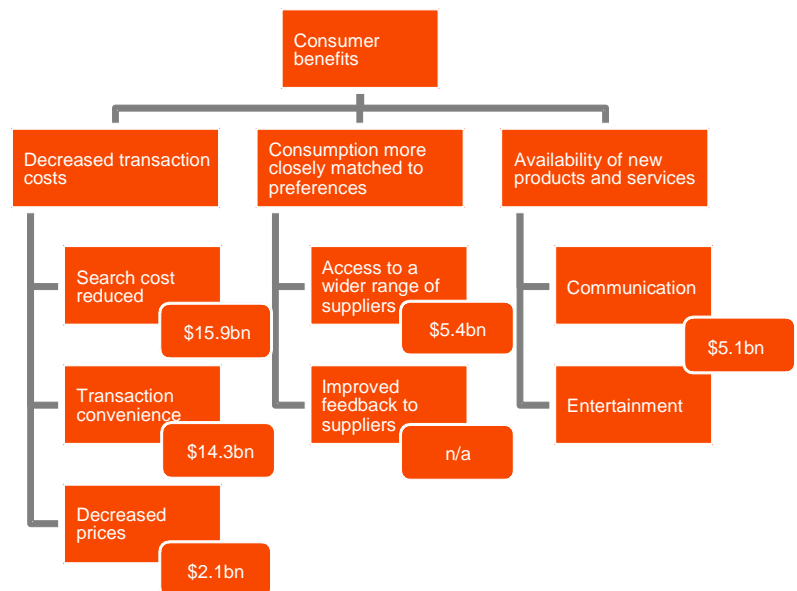 Consumer
benefits
Decreased transaction
costs
Consumption more
closely matched to
preferences
Availability of new
products and services
Search cost
reduced
$15.9bn
Access to a
wider range of
suppliers
$5.4bn
Communication
$5.1bn
Transaction
convenience
$14.3bn
Improved
feedback to
suppliers
n/a
Entertainment
Decreased
prices
$2.1bn